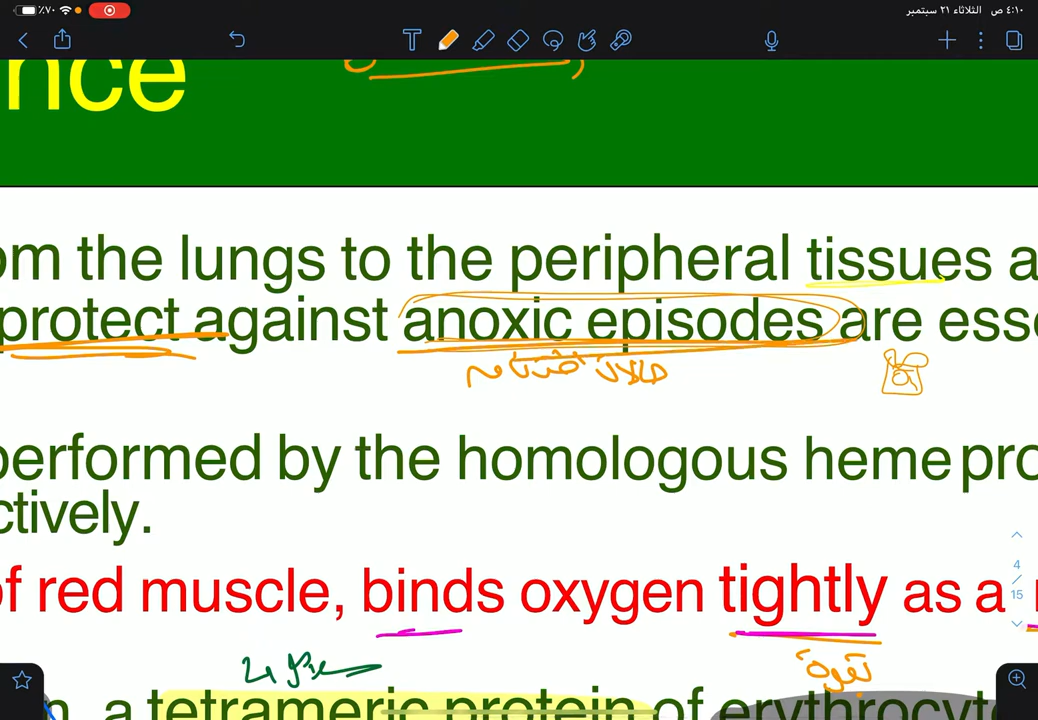 ٪٧٠ ٤:١٠ ص الثلاثاء ٢١ سبتمبر
T
nce
om the lungs to the peripheral tissues a
protect against anoxic episodes are esse
حالات اختناق
performed by the homologous heme pro
ctively.
of red muscle, binds oxygen tightly as a
4
/
15
بقوة
n, a tetrameric protein of erythrocyt